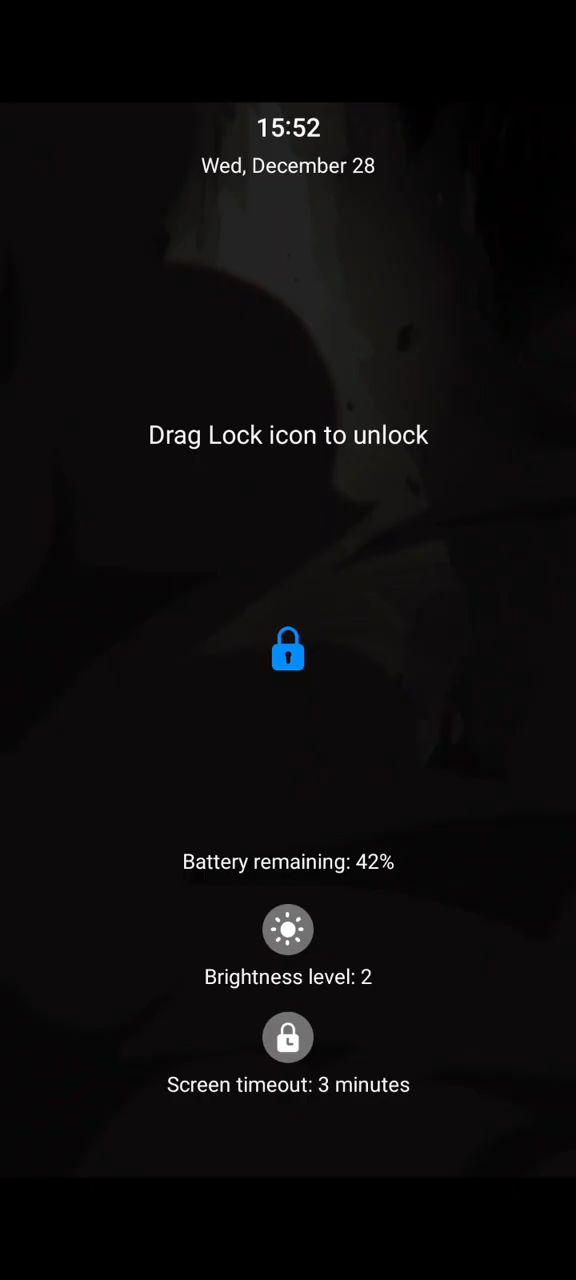 15:52
Wed, December 28
Drag Lock icon to unlock
Battery remaining: 42%
Brightness level: 2
Screen timeout: 3 minutes